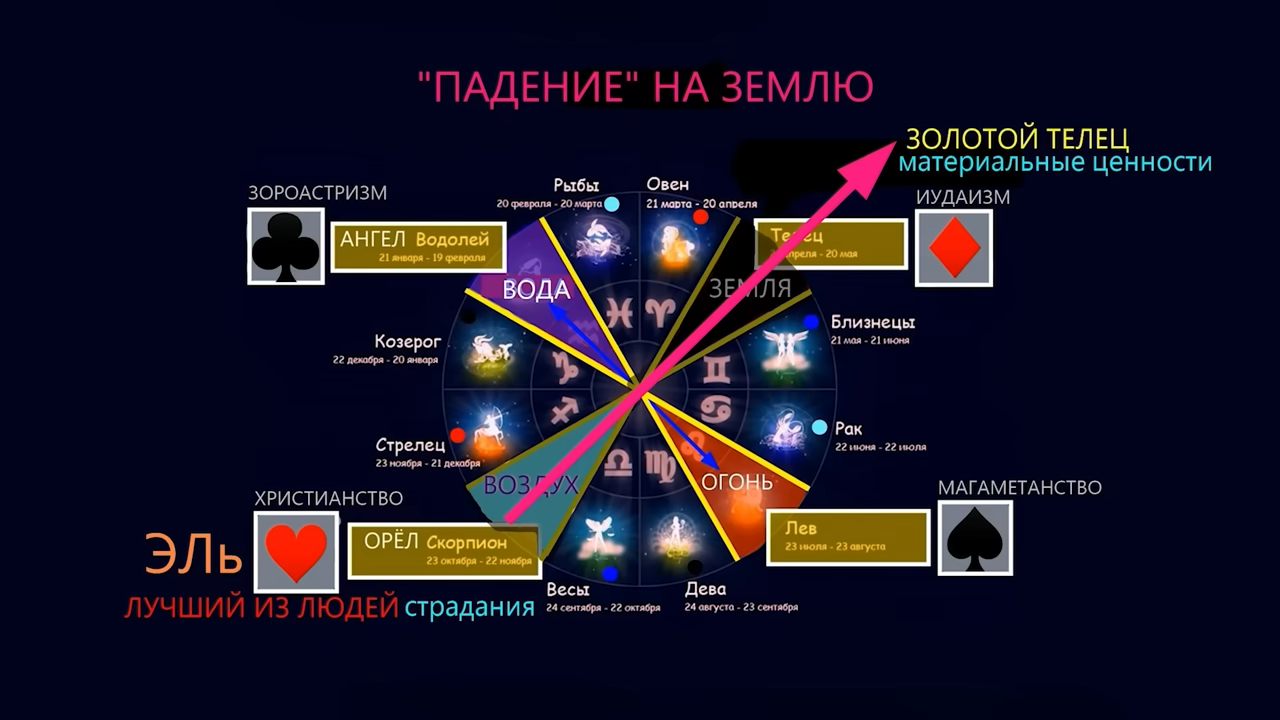 "ПАДЕНИЕ" НА ЗЕМЛЮ
ЗОЛОТОЙ ТЕЛЕЦ
материальные ценности
ЗОРОАСТРИЗМ
Рыбы
20 февраля - 20 марта
Овен
21 марта - 20 апреля
ИУДАИЗМ
АНГЕЛ Водолей
21 января - 19 февраля
Телец
апреля - 20 мая
ВОДА
ЗЕМЛЯ
Козерог
22 декабря - 20 января
Близнецы
21 мая - 21 июня
Стрелец
23 ноября - 21 декабря
Рак
22 июня - 22 июля
ВОЗДУХ
ОГОНЬ
ХРИСТИАНСТВО
МАГАМЕТАНСТВО
ЭЛЬ
ОРЁЛ Скорпион
23 октября - 22 ноября
Лев
23 июля - 23 августа
Весы
24 сентября - 22 октября
Дева
24 августа - 23 сентября
ЛУЧШИЙ ИЗ ЛЮДЕЙ страдания